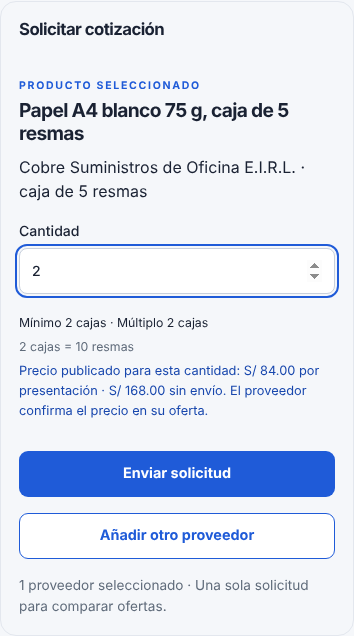 Solicitar cotización
PRODUCTO SELECCIONADO
Papel A4 blanco 75 g, caja de 5
resmas
Cobre Suministros de Oficina E.I.R.L. ·
caja de 5 resmas
Cantidad
2
Mínimo 2 cajas · Múltiplo 2 cajas
2 cajas = 10 resmas
Precio publicado para esta cantidad: S/ 84.00 por
presentación · S/ 168.00 sin envío. El proveedor
confirma el precio en su oferta.
Enviar solicitud
Añadir otro proveedor
1 proveedor seleccionado · Una sola solicitud
para comparar ofertas.